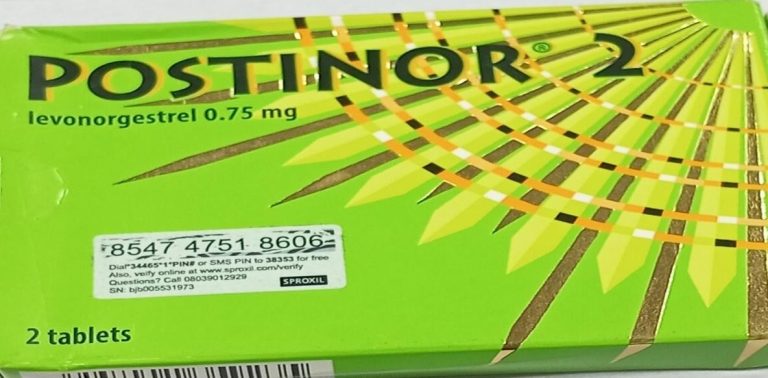 POSTINOR® 2
levonorgestrel 0.75 mg
8547 4751 8606
Dial*34465*1*PIN# or SMS PIN to 38353 for free
Also, veify online at www.sproxil.com/verify
Questions? Call 08039012929
SPROXIL
SN: bjb005531973
2 tablets